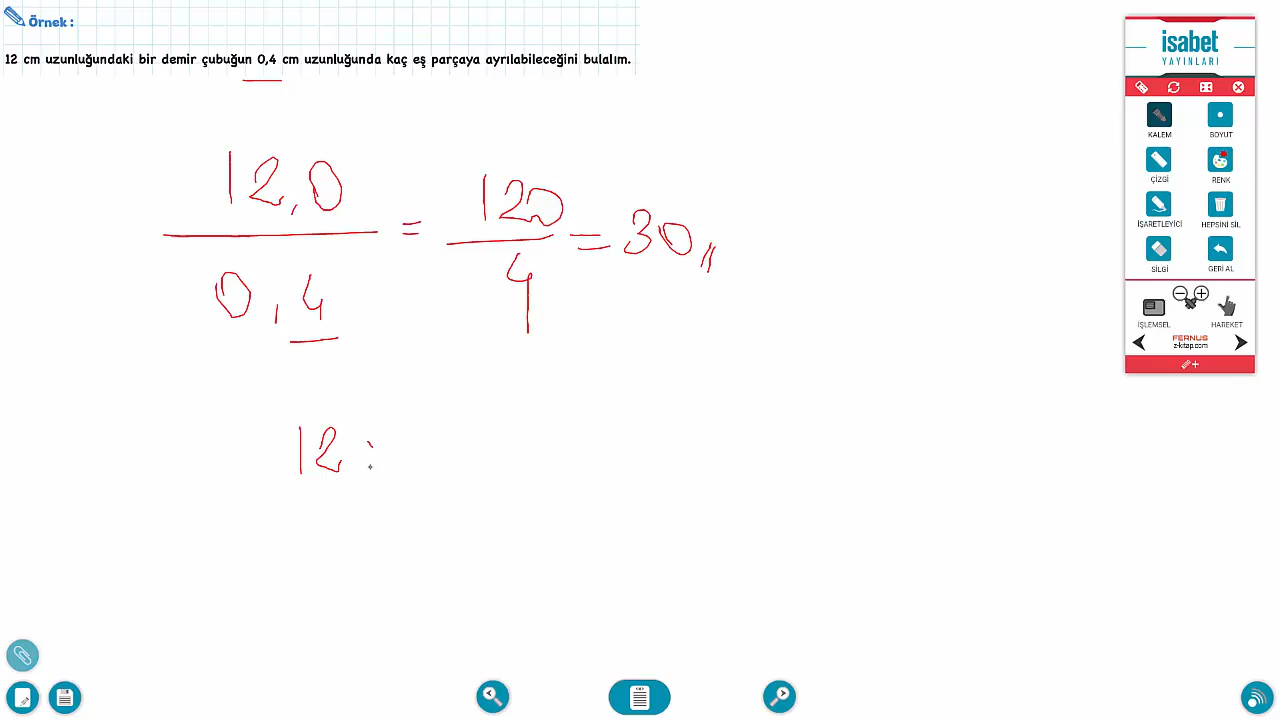 Örnek :
12 cm uzunluğundaki bir demir çubuğun 0,4 cm uzunluğunda kaç eş parçaya ayrılabileceğini bulalım.
12,0 / 0,4 = 120 / 4 = 30,,
12 :
isabet
YAYINLARI
KALEM BOYUT
ÇİZGİ RENK
İŞARETLEYİCİ HEPSİNİ SİL
SİLGİ GERİ AL
İŞLEMSEL HAREKET
FERNUS
z-kitap.com